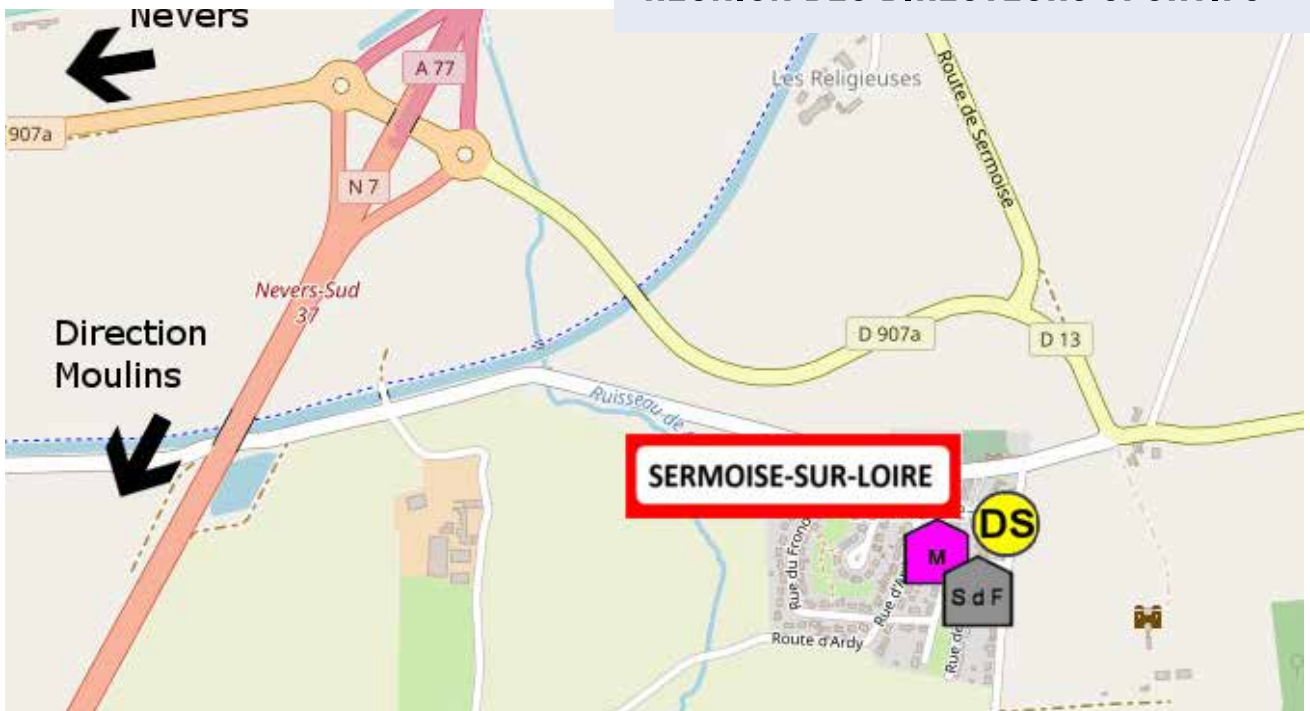 Nevers
A 77
Les Religieuses
Route de Sermoise
907a
N 7
Nevers-Sud
37
Direction
Moulins
D 907a
D 13
Ruisseau de
SERMOISE-SUR-LOIRE
DS
M
S d F
Route d'Ardy